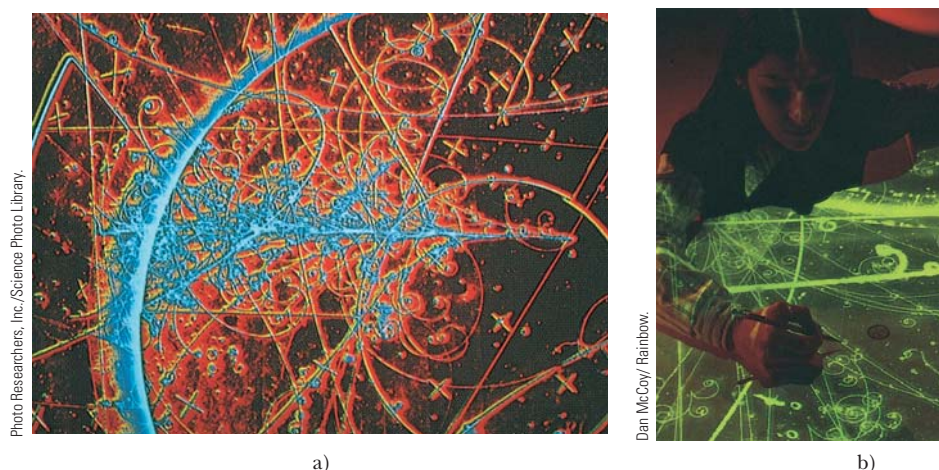 Photo Researchers, Inc./Science Photo Library.
Dan McCoy/ Rainbow.
a)
b)